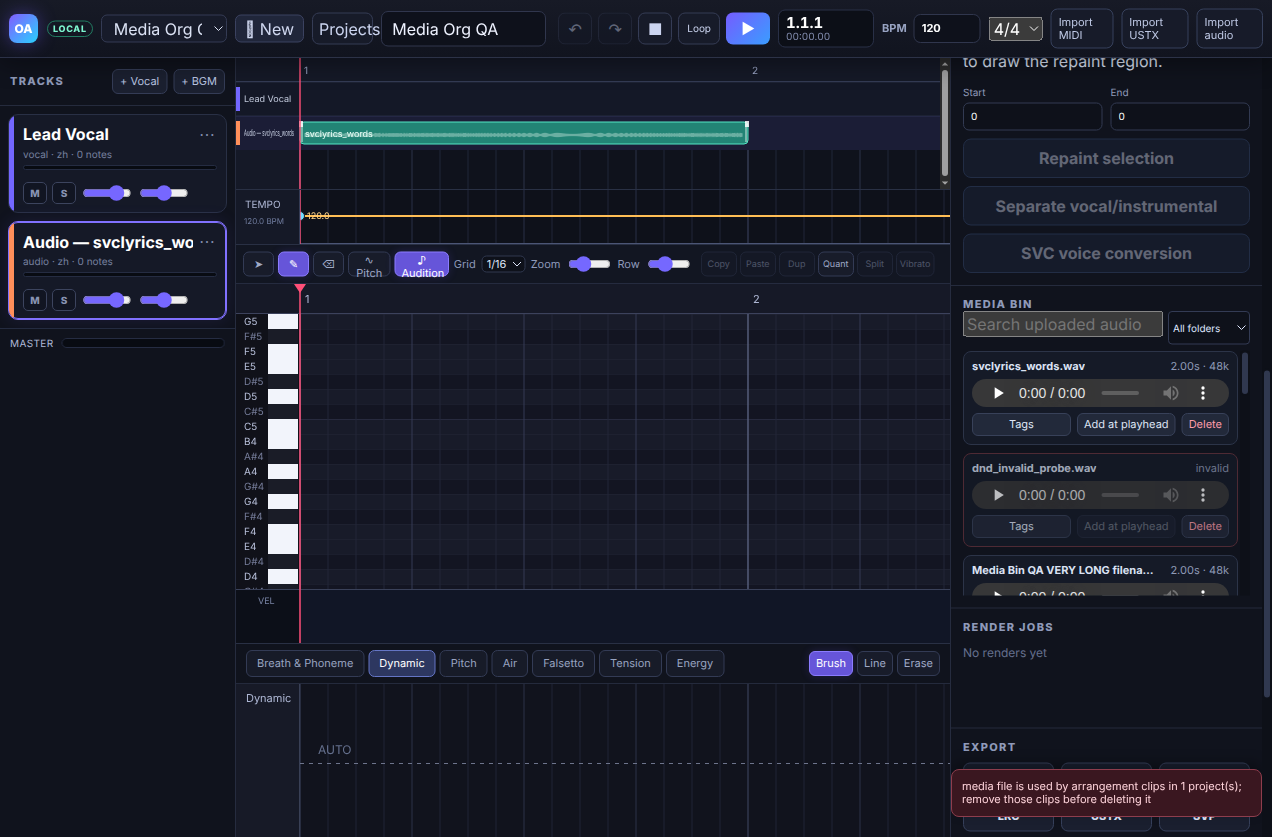 OA LOCAL Media Org C New Projects Media Org QA Loop 1.1.1 BPM 120 4/4 Import MIDI Import USTX Import audio
00:00.00
TRACKS + Vocal + BGM
Lead Vocal ...
vocal · zh · 0 notes
M S
Audio — svclyrics_wo ...
audio · zh · 0 notes
M S
MASTER
1 2
Lead Vocal
Audio — svclyrics_words svclyrics_words
TEMPO
120.0 BPM 120.0
Pitch Audition Grid 1/16 Zoom Row Copy Paste Dup Quant Split Vibrato
1 2
G5
F#5
F5
E5
D#5
D5
C#5
C5
B4
A#4
A4
G#4
G4
F#4
F4
E4
D#4
D4
VEL
Breath & Phoneme Dynamic Pitch Air Falsetto Tension Energy Brush Line Erase
Dynamic
AUTO
to draw the repaint region.
Start End
0 0
Repaint selection
Separate vocal/instrumental
SVC voice conversion
MEDIA BIN
Search uploaded audio All folders
svclyrics_words.wav 2.00s · 48k
0:00 / 0:00
Tags Add at playhead Delete
dnd_invalid_probe.wav invalid
0:00 / 0:00
Tags Add at playhead Delete
Media Bin QA VERY LONG filena... 2.00s · 48k
0:00 / 0:00
RENDER JOBS
No renders yet
EXPORT
media file is used by arrangement clips in 1 project(s);
remove those clips before deleting it
LRC USTX SVP